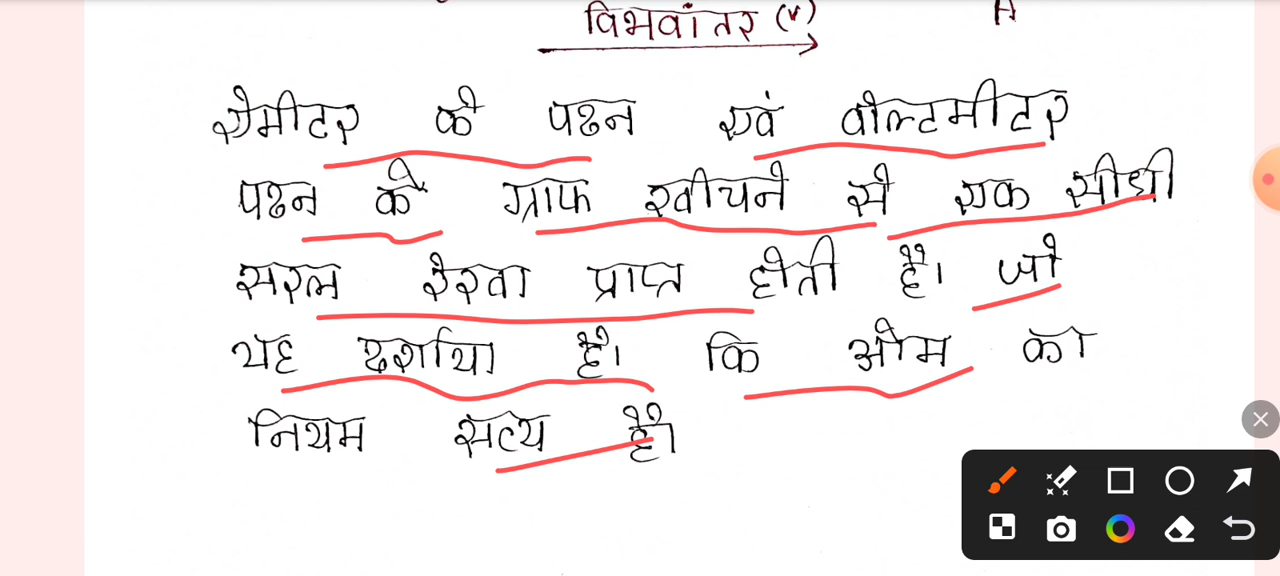 विभवांतर (v)
A
ऐमीटर के पठन एवं वोल्टमीटर
पठन के ग्राफ खीचने से एक सीधी
सरल रेखा प्राप्त होती है। जो
यह दर्शाया है। कि ओम का
नियम सत्य है।